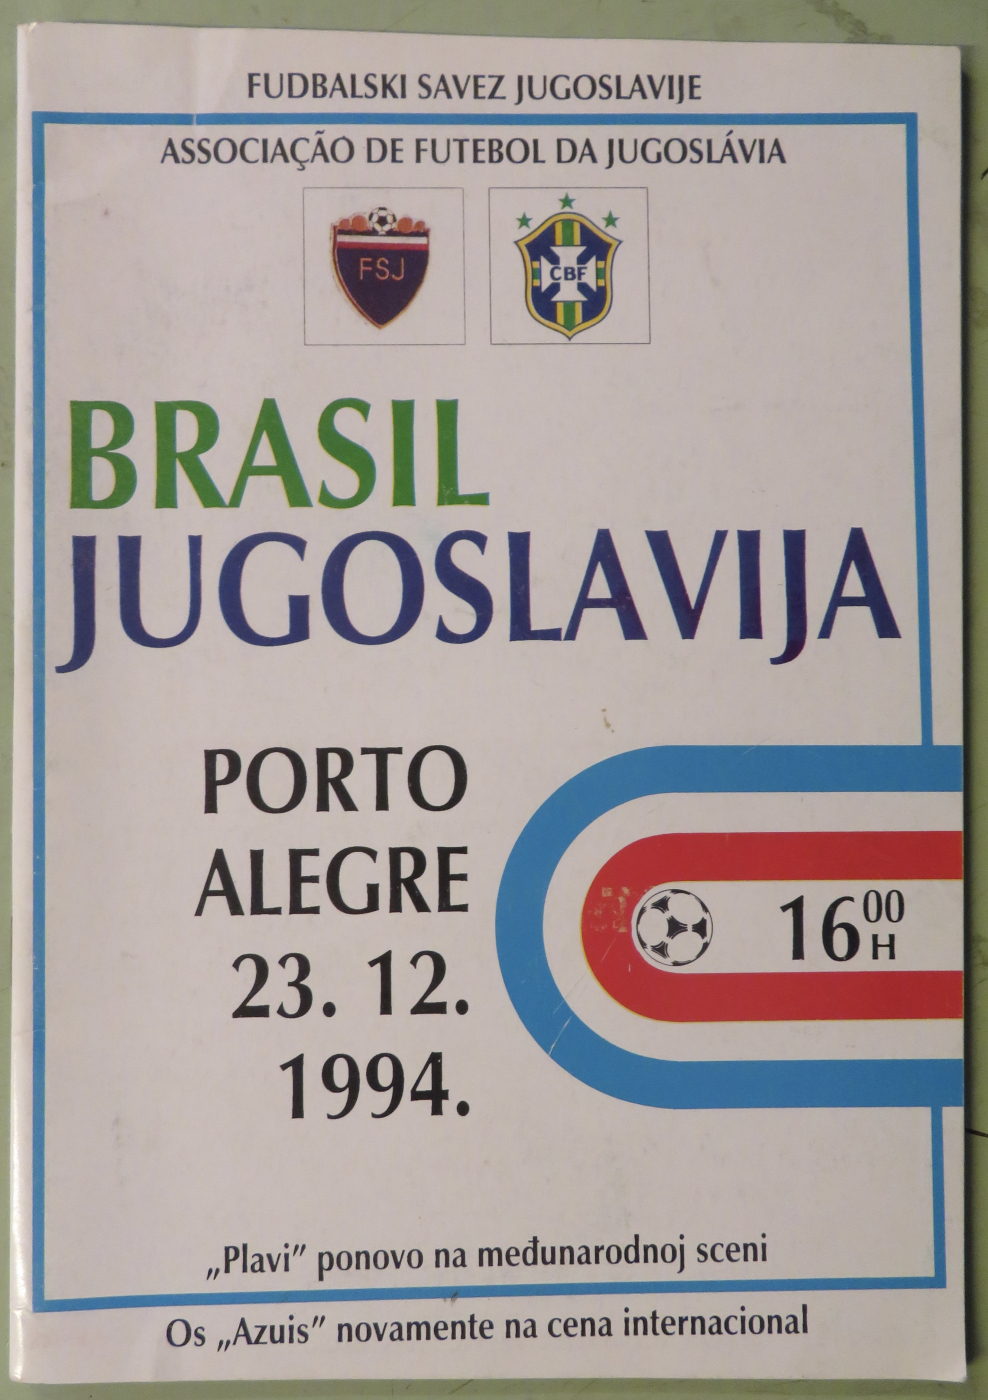 FUDBALSKI SAVEZ JUGOSLAVIJE
ASSOCIAÇÃO DE FUTEBOL DA JUGOSLÁVIA
FSJ
CBF
BRASIL
JUGOSLAVIJA
PORTO
ALEGRE
23. 12.
1994.
16⁰⁰ H
„Plavi” ponovo na međunarodnoj sceni
Os „Azuis” novamente na cena internacional